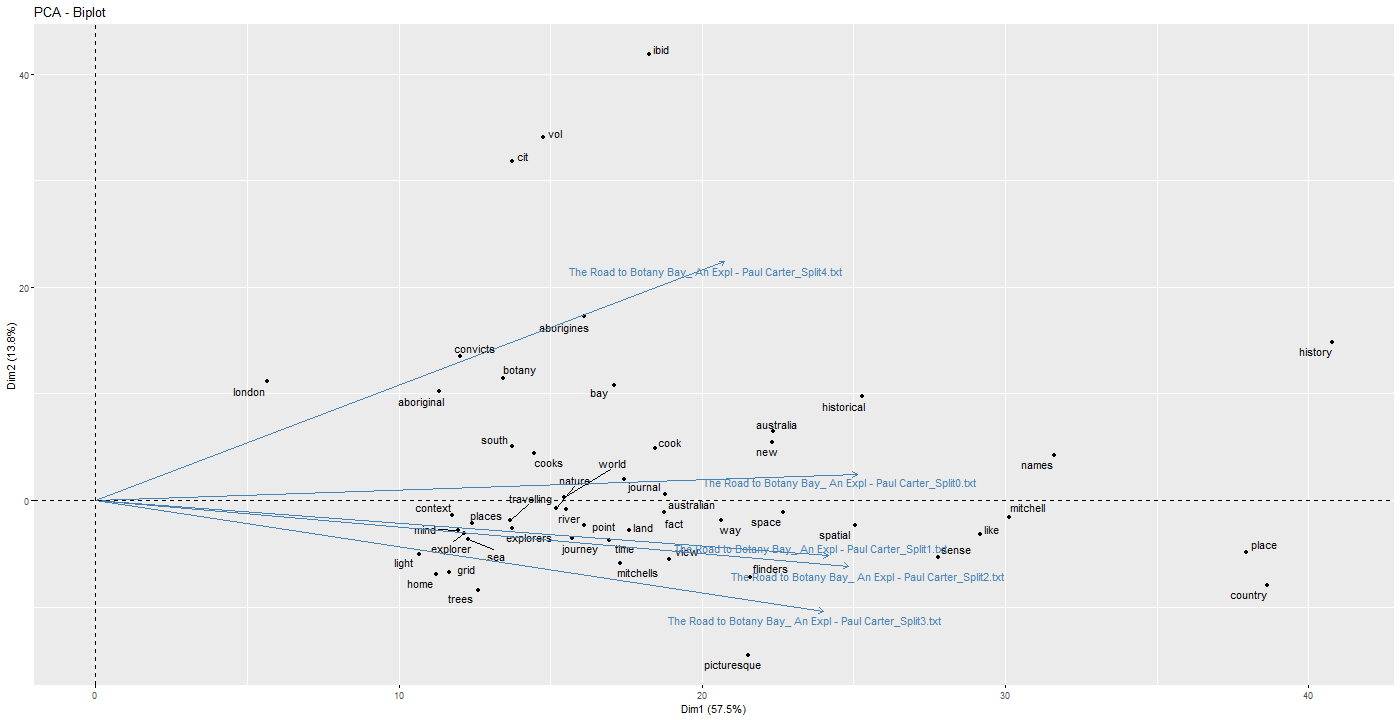 PCA - Biplot
ibid
40
vol
cit
The Road to Botany Bay_ An Expl - Paul Carter_Split4.txt
20
aborigines
convicts
history
botany
london
bay
aboriginal
historical
australia
south
cook
new
cooks
world
names
nature
journal
The Road to Botany Bay_ An Expl - Paul Carter_Split0.txt
travelling
0
australian
context
mitchell
places
river
fact
space
mind
point
land
way
spatial
like
explorers
explorer
journey
time
view
The Road to Botany Bay_ An Expl - Paul Carter_Split1.txt
sense
place
sea
light
grid
mitchells
flinders
The Road to Botany Bay_ An Expl - Paul Carter_Split2.txt
home
trees
country
The Road to Botany Bay_ An Expl - Paul Carter_Split3.txt
picturesque
Dim2 (13.8%)
0
10
20
30
40
Dim1 (57.5%)